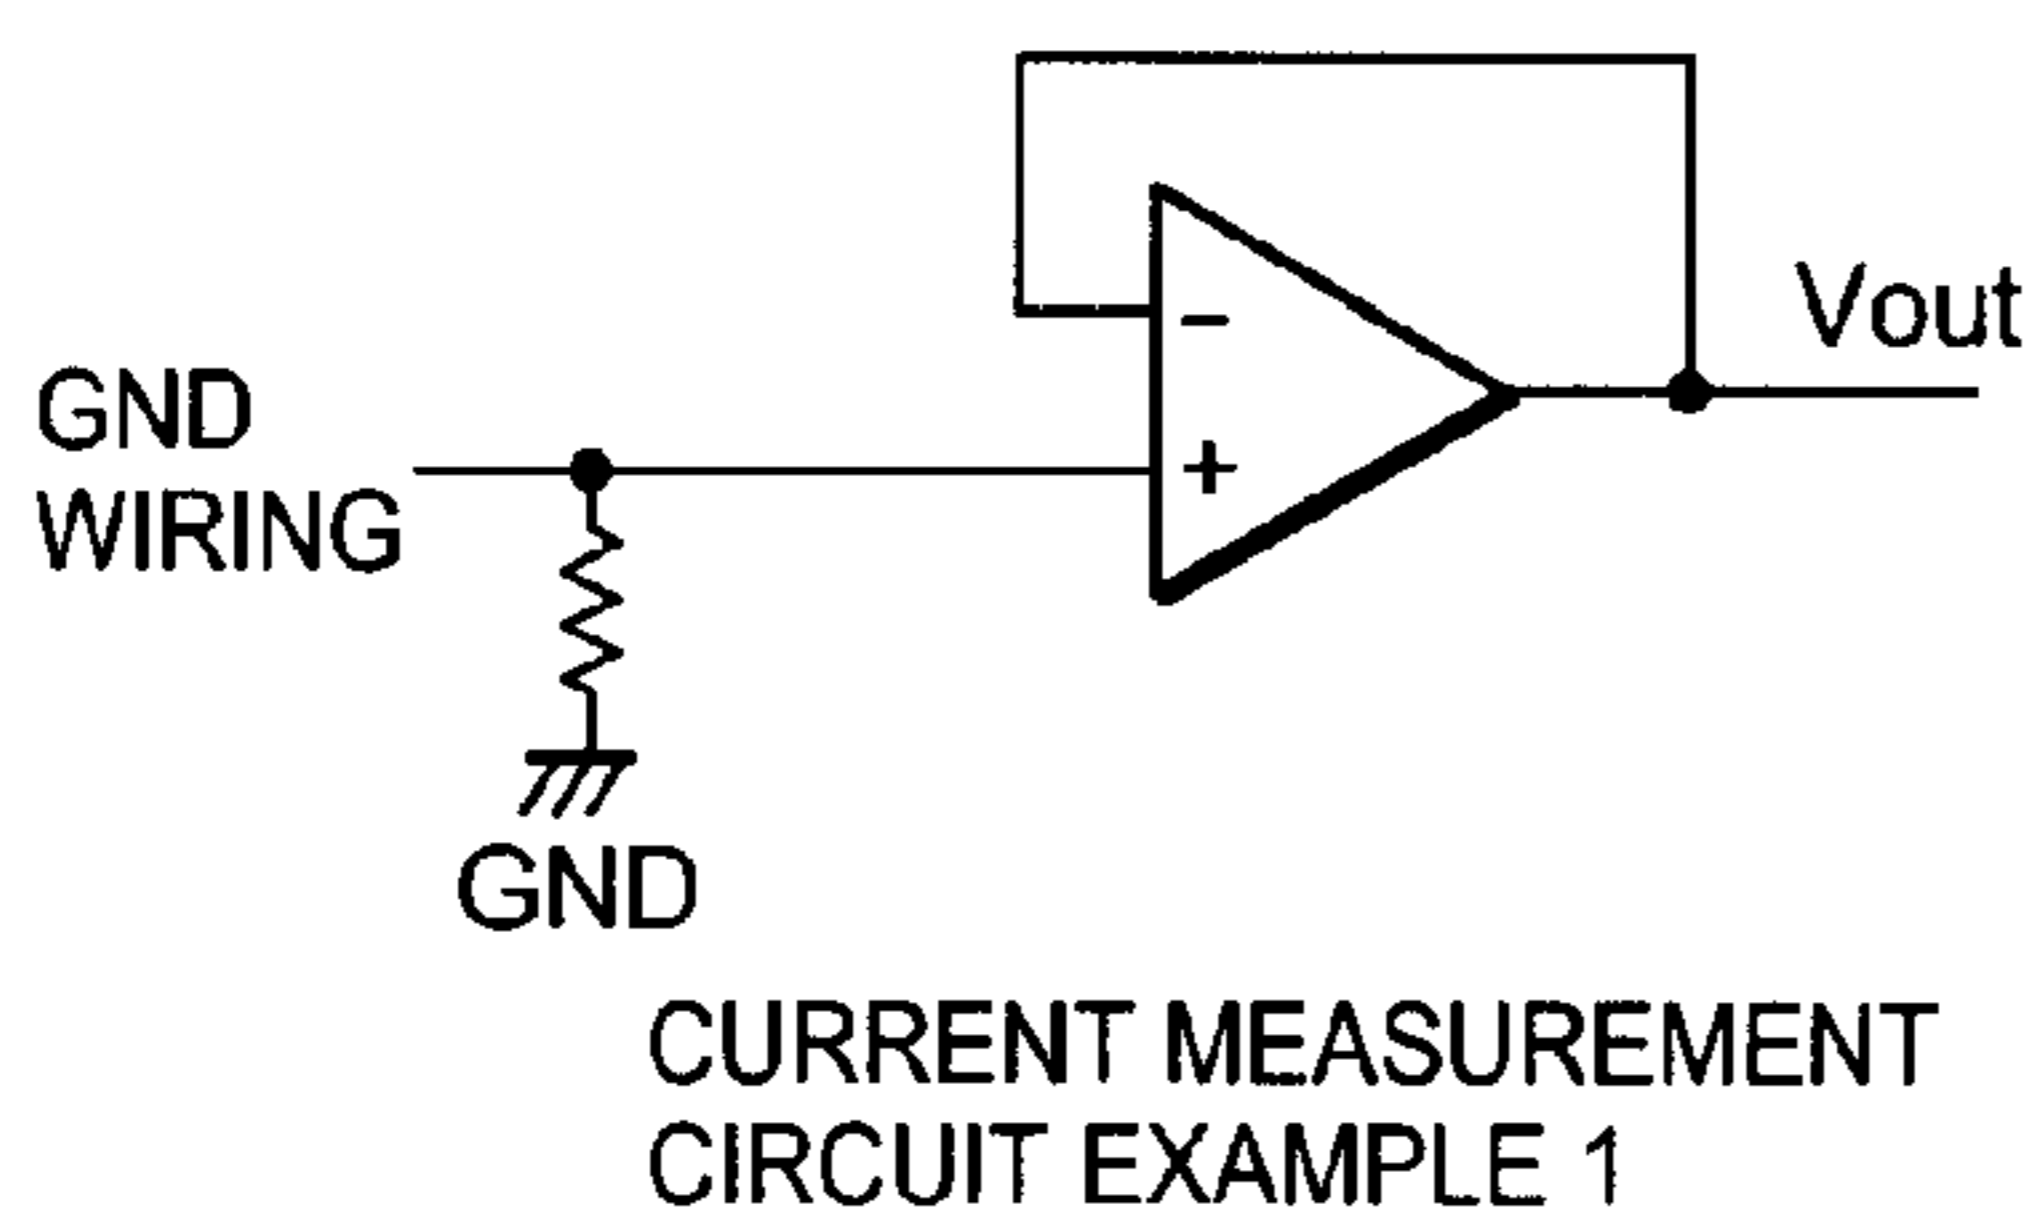 Vout
GND
WIRING
-
+
GND
CURRENT MEASUREMENT
CIRCUIT EXAMPLE 1